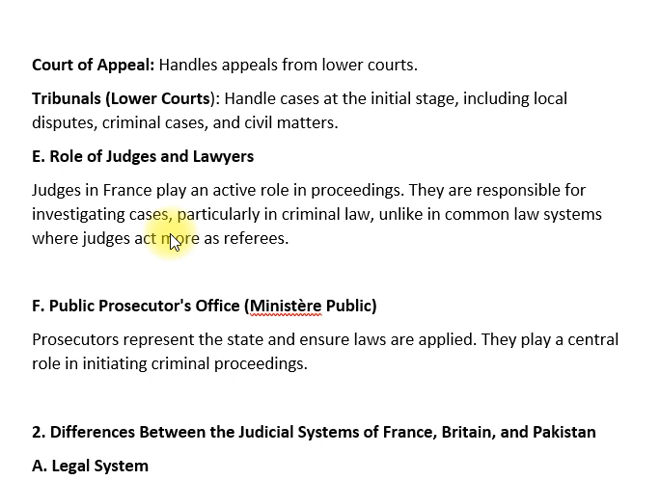 Court of Appeal: Handles appeals from lower courts.
Tribunals (Lower Courts): Handle cases at the initial stage, including local
disputes, criminal cases, and civil matters.
E. Role of Judges and Lawyers
Judges in France play an active role in proceedings. They are responsible for
investigating cases, particularly in criminal law, unlike in common law systems
where judges act more as referees.
F. Public Prosecutor's Office (Ministère Public)
Prosecutors represent the state and ensure laws are applied. They play a central
role in initiating criminal proceedings.
2. Differences Between the Judicial Systems of France, Britain, and Pakistan
A. Legal System